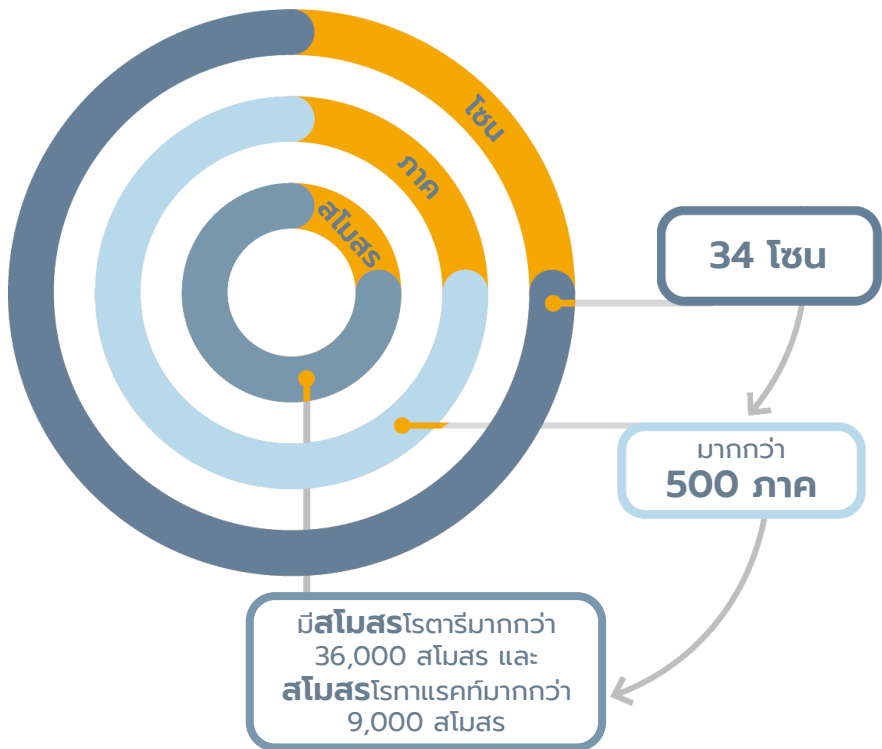 โซน
ภาค
สโมสร
34 โซน
มากกว่า
500 ภาค
มีสโมสรโรตารีมากกว่า
36,000 สโมสร และ
สโมสรโรทาแรคท์มากกว่า
9,000 สโมสร